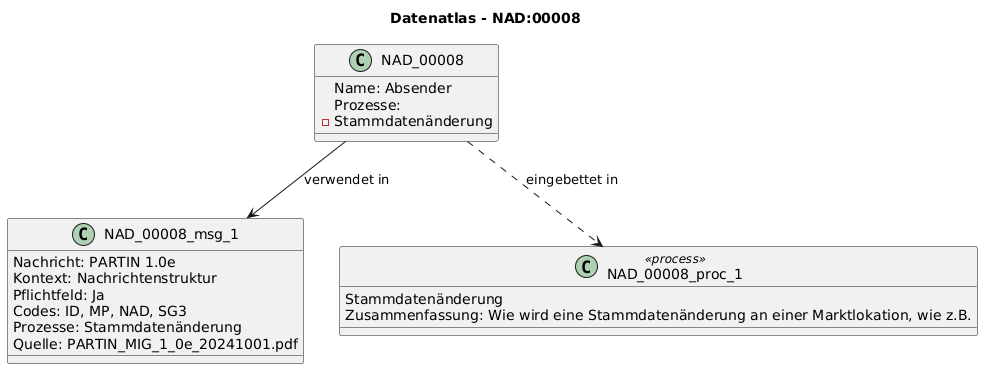 Datenatlas - NAD:00008
C NAD_00008
Name: Absender
Prozesse:
Stammdatenänderung
verwendet in
eingebettet in
C NAD_00008_msg_1
Nachricht: PARTIN 1.0e
Kontext: Nachrichtenstruktur
Pflichtfeld: Ja
Codes: ID, MP, NAD, SG3
Prozesse: Stammdatenänderung
Quelle: PARTIN_MIG_1_0e_20241001.pdf
«process»
C NAD_00008_proc_1
Stammdatenänderung
Zusammenfassung: Wie wird eine Stammdatenänderung an einer Marktlokation, wie z.B.